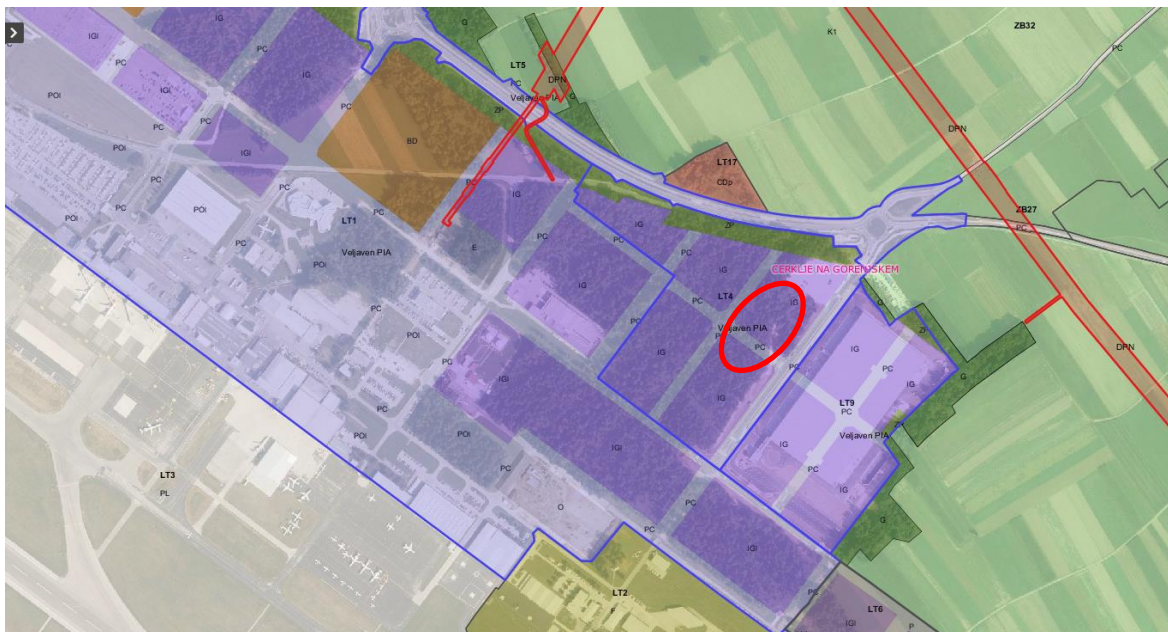 G
ZB32
IGI
PC
IG
K1
PC
PC
LT5
PC
DPN
Veljaven PIA
G
POI
IGI
PC
ZP
PC
DPN
PC
BD
LT17
CDp
POI
IGI
PC
PC
IG
ZB27
PC
POI
PC
LT1
IG
ZP
POI
PC
PC
E
PC
PC
Veljaven PIA
IG
CERKLJE NA GORENJSKEM
POI
IG
LT4
PC
PC
Veljaven PIA
PC
ZP
POI
PC
IG
PC
IG
DPN
PC
PC
IGI
IG
IG
G
LT9
PC
PC
Veljaven PIA
POI
IGI
IG
PC
PC
LT3
PL
IG
PC
O
G
PC
IGI
LT2
F
LT6
IGI
P